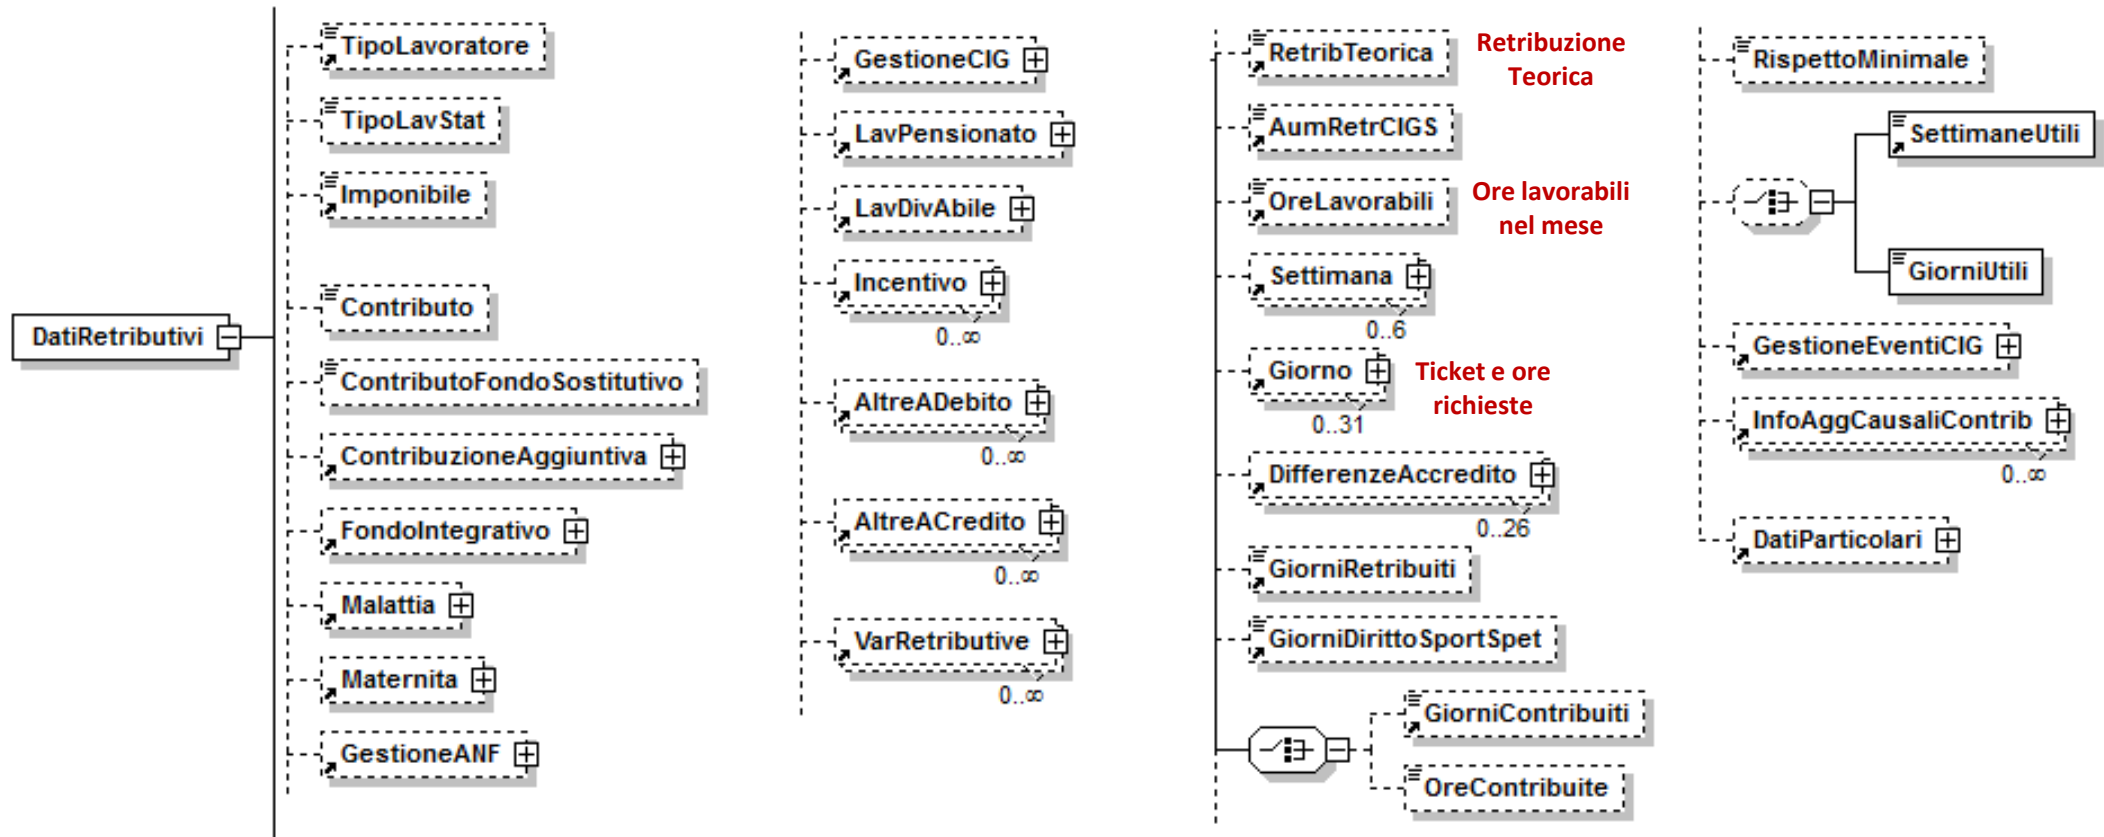 DatiRetributivi
TipoLavoratore
TipoLavStat
Imponibile
Contributo
ContributoFondoSostitutivo
ContribuzioneAggiuntiva
FondoIntegrativo
Malattia
Maternita
GestioneANF
GestioneCIG
LavPensionato
LavDivAbile
Incentivo
0..∞
AltreADebito
0..∞
AltreACredito
0..∞
VarRetributive
0..∞
RetribTeorica
Retribuzione
Teorica
AumRetrCIGS
OreLavorabili
Ore lavorabili
nel mese
Settimana
0..6
Giorno
0..31
Ticket e ore
richieste
DifferenzeAccredito
0..26
GiorniRetribuiti
GiorniDirittoSportSpet
GiorniContribuiti
OreContribuite
RispettoMinimale
SettimaneUtili
GiorniUtili
GestioneEventiCIG
InfoAggCausaliContrib
0..∞
DatiParticolari